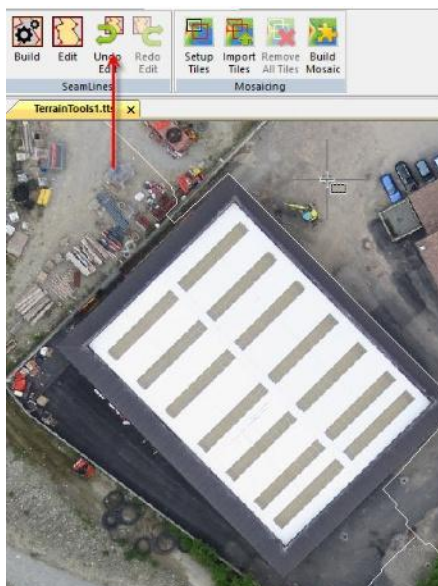 Build Edit Undo Redo Setup Import Remove Build
Edit Edit Tiles Tiles All Tiles Mosaic
SeamLines Mosaicing
TerrainTools1.tts x